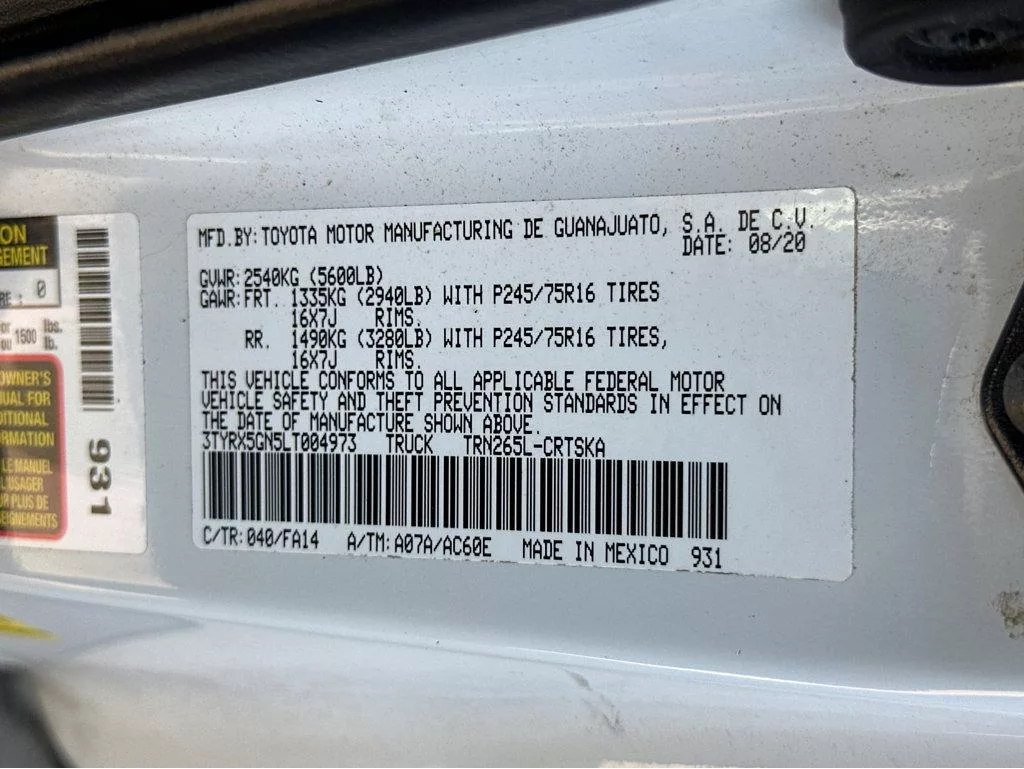 MFD.BY:TOYOTA MOTOR MANUFACTURING DE GUANAJUATO, S.A. DE C.V.
DATE: 08/20
GVWR:2540KG (5600LB)
GAWR:FRT. 1335KG (2940LB) WITH P245/75R16 TIRES
16X7J RIMS.
RR. 1490KG (3280LB) WITH P245/75R16 TIRES,
16X7J RIMS.
THIS VEHICLE CONFORMS TO ALL APPLICABLE FEDERAL MOTOR
VEHICLE SAFETY AND THEFT PREVENTION STANDARDS IN EFFECT ON
THE DATE OF MANUFACTURE SHOWN ABOVE.
3TYRX5GN5LT004973 TRUCK TRN265L-CRTSKA
C/TR:040/FA14 A/TM:A07A/AC60E MADE IN MEXICO 931
ON
GEMENT
RE : 0
or
ou 1500 lbs.
lb.
OWNER'S
UAL FOR
DITIONAL
RMATION
LE MANUEL
L'USAGER
R PLUS DE
EIGNEMENTS
931